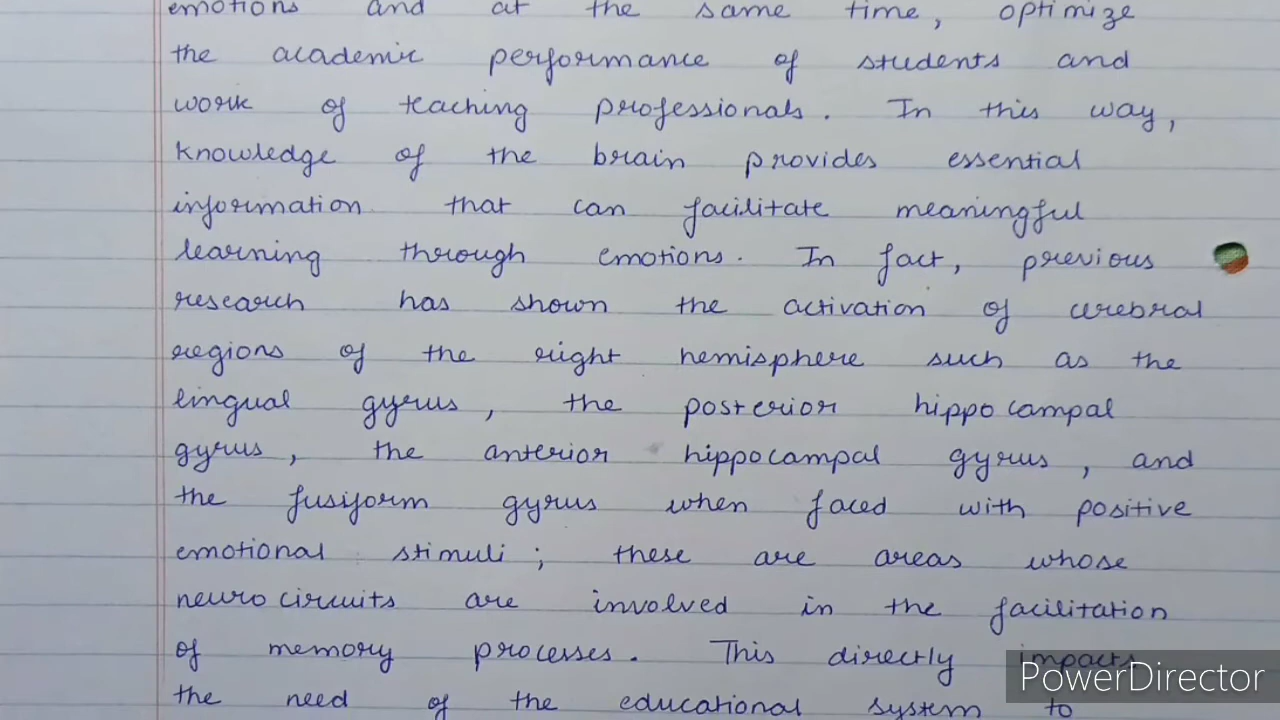 emotions and at the same time, optimize
the academic performance of students and
work of teaching professionals. In this way,
knowledge of the brain provides essential
information that can facilitate meaningful
learning through emotions. In fact, previous
research has shown the activation of cerebral
regions of the right hemisphere such as the
lingual gyrus, the posterior hippocampal
gyrus, the anterior hippocampal gyrus, and
the fusiform gyrus when faced with positive
emotional stimuli; these are areas whose
neurocircuits are involved in the facilitation
of memory processes. This directly impacts
the need of the educational system to
PowerDirector